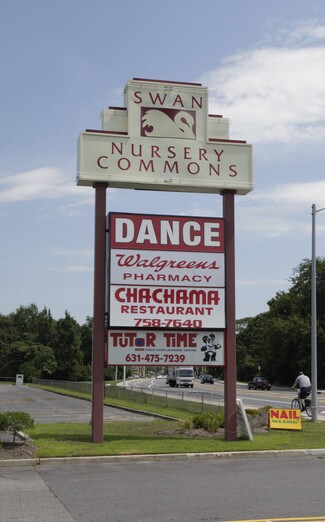 SWAN
NURSERY
COMMONS
DANCE
Walgreens
PHARMACY
CHACHAMA
RESTAURANT
758-7640
TUTOR TIME
631-475-7239
NAIL